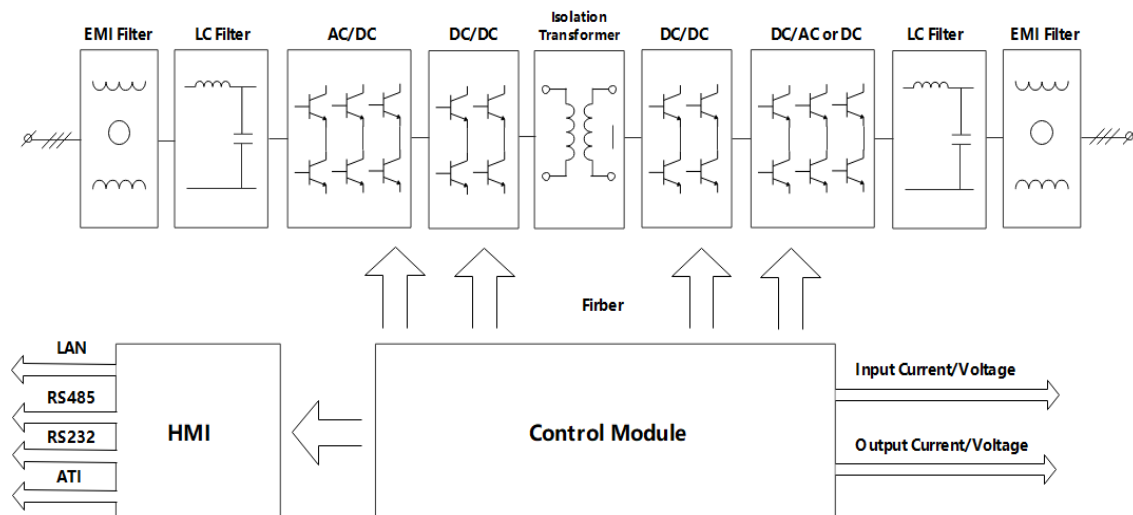 EMI Filter
LC Filter
AC/DC
DC/DC
Isolation
Transformer
DC/DC
DC/AC or DC
LC Filter
EMI Filter
Firber
LAN
RS485
RS232
ATI
HMI
Control Module
Input Current/Voltage
Output Current/Voltage